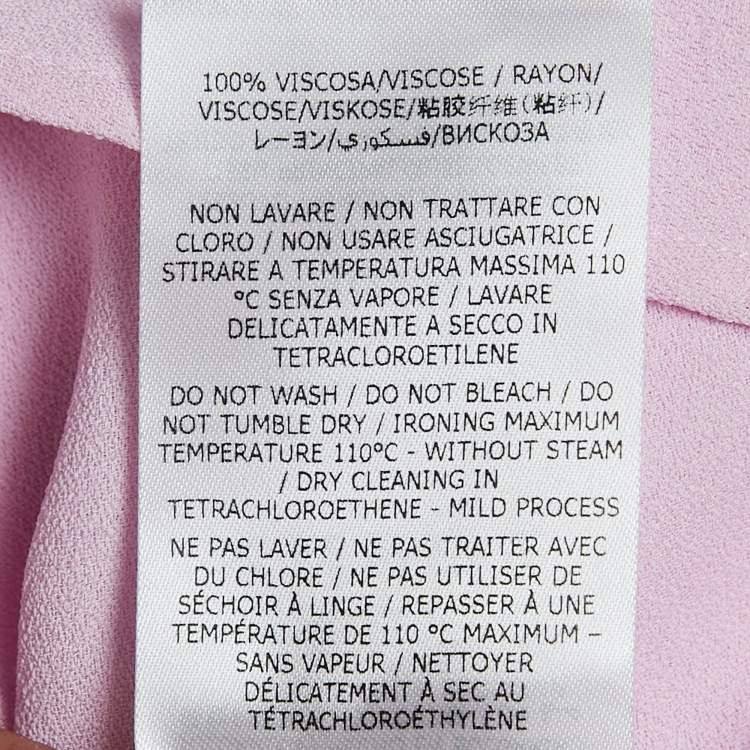 100% VISCOSA/VISCOSE / RAYON/
VISCOSE/VISKOSE/粘胶纤维(粘纤)/
レーヨン/فسكوري/ВИСКОЗА
NON LAVARE / NON TRATTARE CON
CLORO / NON USARE ASCIUGATRICE /
STIRARE A TEMPERATURA MASSIMA 110
°C SENZA VAPORE / LAVARE
DELICATAMENTE A SECCO IN
TETRACLOROETILENE
DO NOT WASH / DO NOT BLEACH / DO
NOT TUMBLE DRY / IRONING MAXIMUM
TEMPERATURE 110°C - WITHOUT STEAM
/ DRY CLEANING IN
TETRACHLOROETHENE - MILD PROCESS
NE PAS LAVER / NE PAS TRAITER AVEC
DU CHLORE / NE PAS UTILISER DE
SÉCHOIR À LINGE / REPASSER À UNE
TEMPÉRATURE DE 110 °C MAXIMUM –
SANS VAPEUR / NETTOYER
DÉLICATEMENT À SEC AU
TÉTRACHLOROÉTHYLÈNE